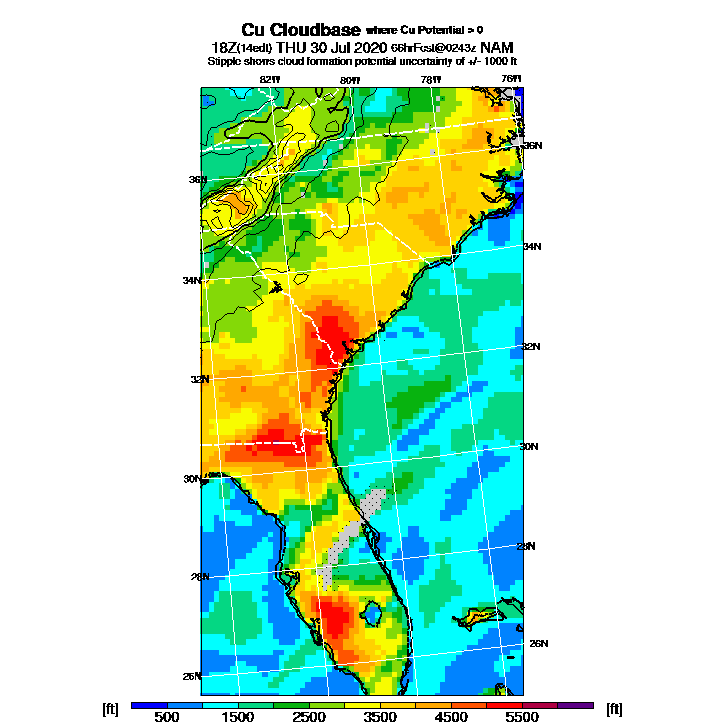 Cu Cloudbase where Cu Potential > 0
18Z(14edt) THU 30 Jul 2020 66hrFcst@0243z NAM
Stipple shows cloud formation potential uncertainty of +/- 1000 ft
82W 80W 78W 76W
36N
36N
34N
34N
32N
32N
30N
30N
28N
28N
26N
26N
[ft] [ft]
500 1500 2500 3500 4500 5500